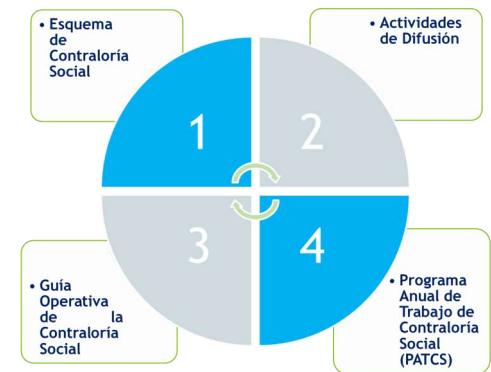 • Esquema
de
Contraloría
Social
• Actividades
de Difusión
1
2
3
4
• Guía
Operativa
de la
Contraloría
Social
• Programa
Anual de
Trabajo de
Contraloría
Social
(PATCS)